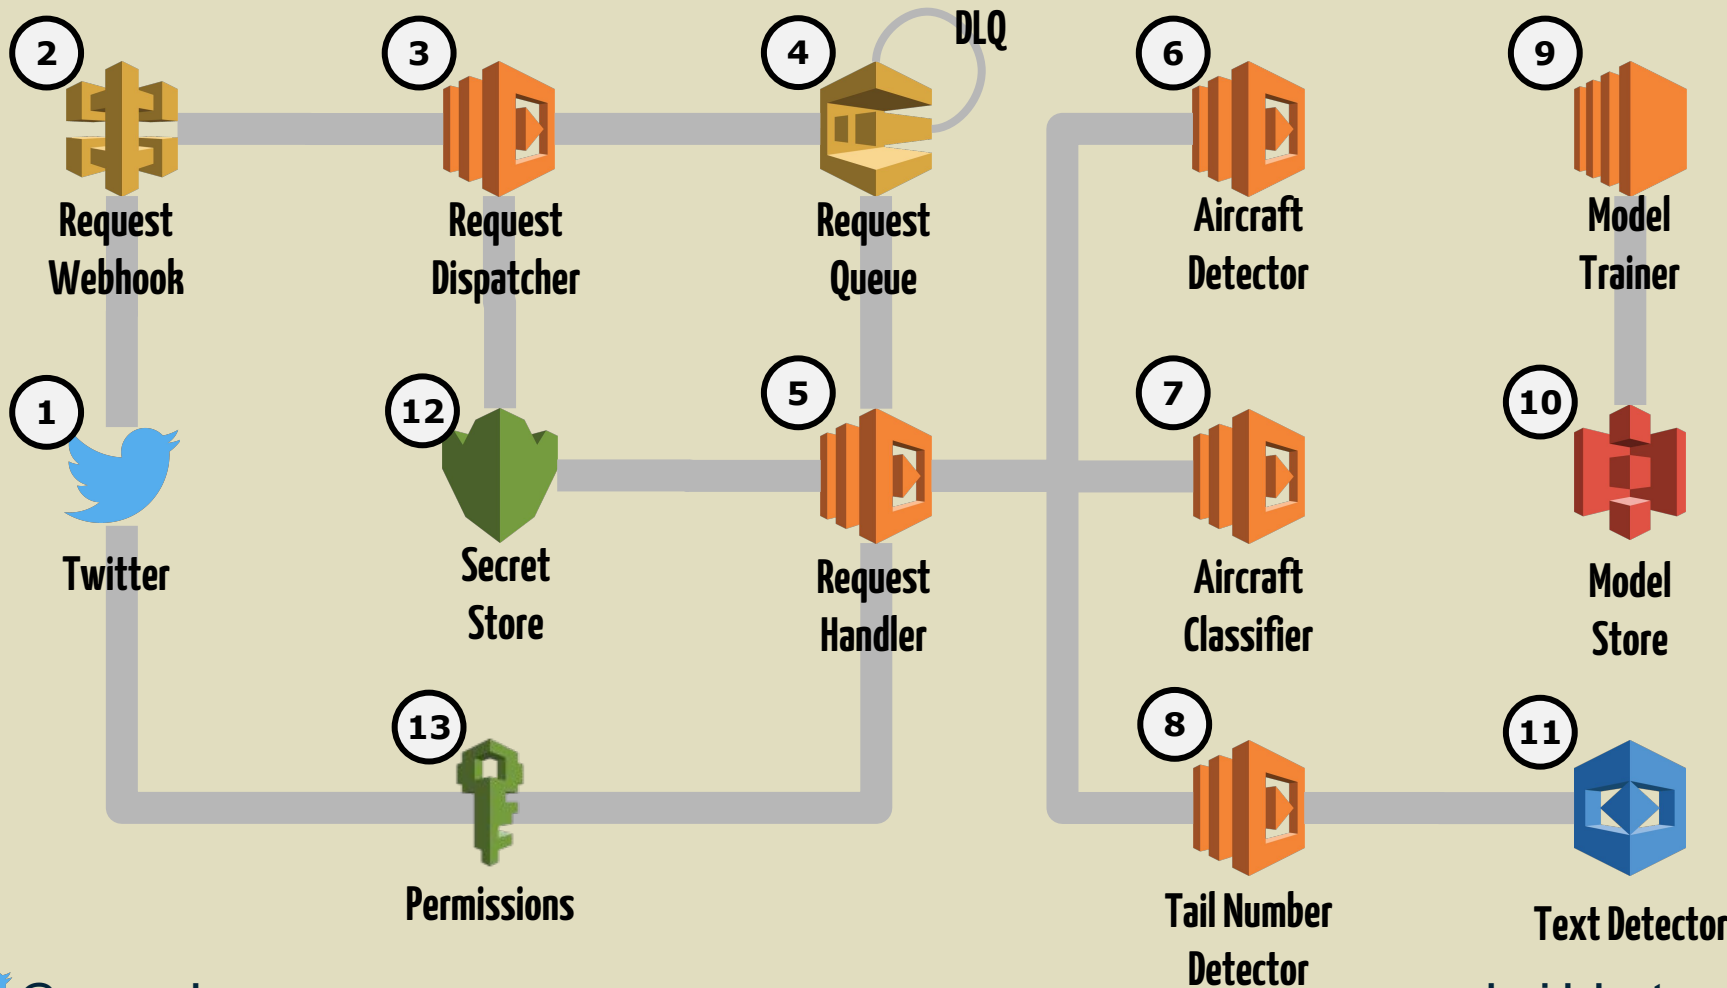 DLQ
2
3
4
6
9
Request
Webhook
Request
Dispatcher
Request
Queue
Aircraft
Detector
Model
Trainer
1
12
5
7
10
Twitter
Secret
Store
Request
Handler
Aircraft
Classifier
Model
Store
13
8
11
Permissions
Tail Number
Detector
Text Detector